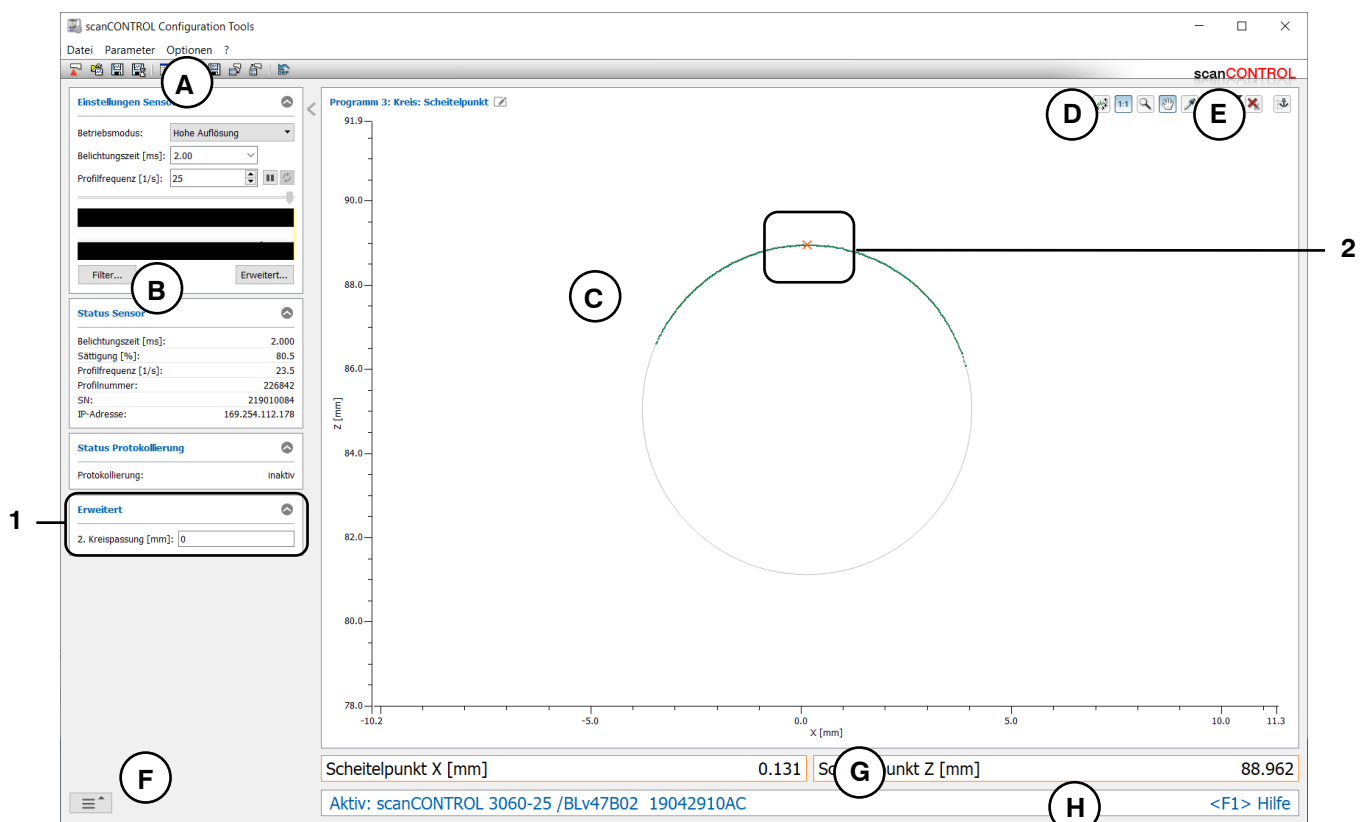 scanCONTROL Configuration Tools
Datei Parameter Optionen ?
A
scanCONTROL
Einstellungen Sensor
Betriebsmodus: Hohe Auflösung
Belichtungszeit [ms]: 2.00
Profilfrequenz [1/s]: 25
Filter... Erweitert...
B
Status Sensor
Belichtungszeit [ms]: 2.000
Sättigung [%]: 80.5
Profilfrequenz [1/s]: 23.5
Profilnummer: 226842
SN: 219010084
IP-Adresse: 169.254.112.178
Status Protokollierung
Protokollierung: inaktiv
1
Erweitert
2. Kreispassung [mm]: 0
F
Programm 3: Kreis: Scheitelpunkt
D 1:1 E
91.9
90.0
88.0
86.0
84.0
82.0
80.0
78.0
Z [mm]
2
C
-10.2 -5.0 0.0 5.0 10.0 11.3
X [mm]
Scheitelpunkt X [mm] 0.131
G unkt Z [mm] 88.962
Aktiv: scanCONTROL 3060-25 /BLv47B02 19042910AC
H
<F1> Hilfe